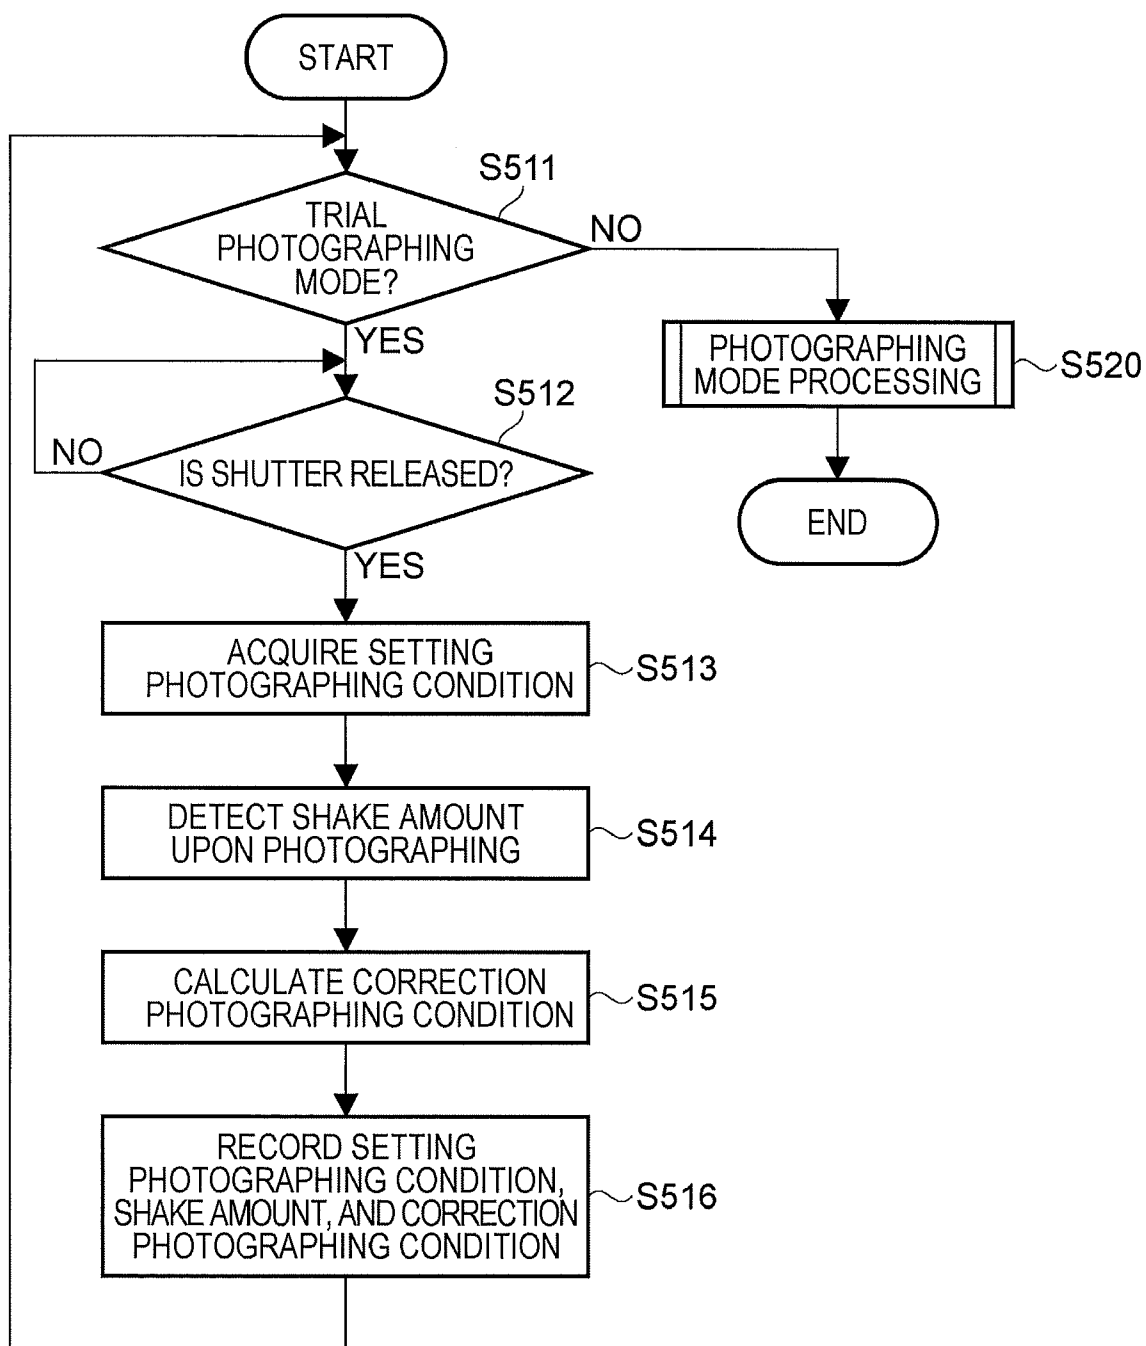 START
S511
TRIAL
PHOTOGRAPHING
MODE?
NO
YES
PHOTOGRAPHING
MODE PROCESSING
S520
S512
NO
IS SHUTTER RELEASED?
END
YES
ACQUIRE SETTING
PHOTOGRAPHING CONDITION
S513
DETECT SHAKE AMOUNT
UPON PHOTOGRAPHING
S514
CALCULATE CORRECTION
PHOTOGRAPHING CONDITION
S515
RECORD SETTING
PHOTOGRAPHING CONDITION,
SHAKE AMOUNT, AND CORRECTION
PHOTOGRAPHING CONDITION
S516